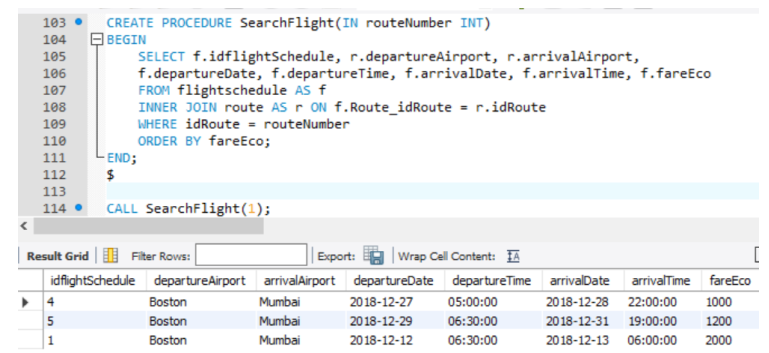 103 CREATE PROCEDURE SearchFlight(IN routeNumber INT)
104 BEGIN
105 SELECT f.idflightSchedule, r.departureAirport, r.arrivalAirport,
106 f.departureDate, f.departureTime, f.arrivalDate, f.arrivalTime, f.fareEco
107 FROM flightschedule AS f
108 INNER JOIN route AS r ON f.Route_idRoute = r.idRoute
109 WHERE idRoute = routeNumber
110 ORDER BY fareEco;
111 END;
112 $
113
114 CALL SearchFlight(1);
Result Grid Filter Rows: Export: Wrap Cell Content: IA
idflightSchedule departureAirport arrivalAirport departureDate departureTime arrivalDate arrivalTime fareEco
4 Boston Mumbai 2018-12-27 05:00:00 2018-12-28 22:00:00 1000
5 Boston Mumbai 2018-12-29 06:30:00 2018-12-31 19:00:00 1200
1 Boston Mumbai 2018-12-12 06:30:00 2018-12-13 06:00:00 2000